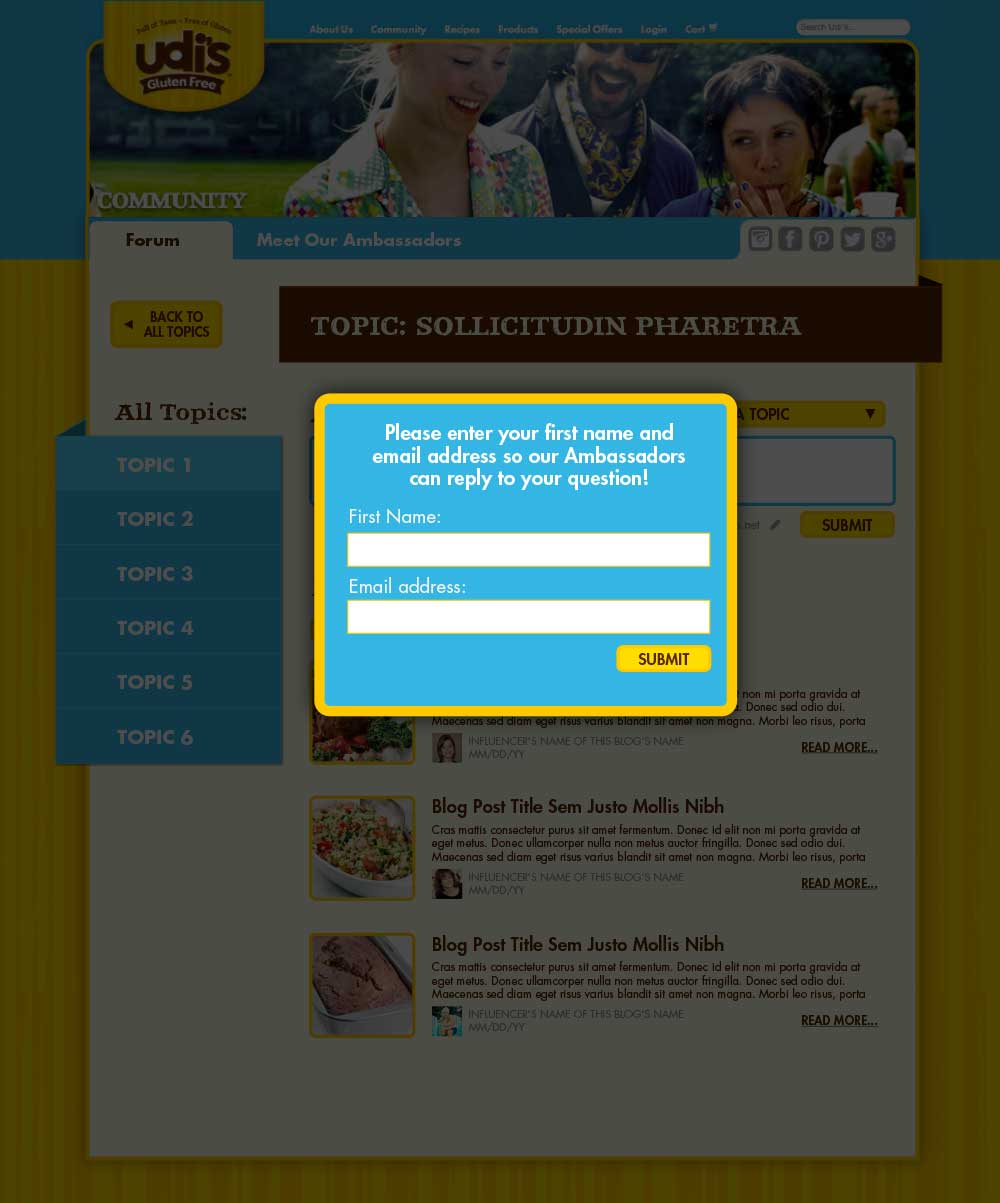 Full of Taste • Free of Gluten
udi's
Gluten Free
About Us
Community
Recipes
Products
Special Offers
Login
Cart
Search Udi's...
COMMUNITY
Forum
Meet Our Ambassadors
BACK TO
ALL TOPICS
TOPIC: SOLLICITUDIN PHARETRA
All Topics:
TOPIC 1
TOPIC 2
TOPIC 3
TOPIC 4
TOPIC 5
TOPIC 6
A TOPIC
SUBMIT
Please enter your first name and
email address so our Ambassadors
can reply to your question!
First Name:
Email address:
SUBMIT
it non mi porta gravida at
Donec sed odio dui.
Maecenas sed diam eget risus varius blandit sit amet non magna. Morbi leo risus, porta
INFLUENCER'S NAME OF THIS BLOG'S NAME
MM/DD/YY
READ MORE...
Blog Post Title Sem Justo Mollis Nibh
Cras mattis consectetur purus sit amet fermentum. Donec id elit non mi porta gravida at
eget metus. Donec ullamcorper nulla non metus auctor fringilla. Donec sed odio dui.
Maecenas sed diam eget risus varius blandit sit amet non magna. Morbi leo risus, porta
INFLUENCER'S NAME OF THIS BLOG'S NAME
MM/DD/YY
READ MORE...
Blog Post Title Sem Justo Mollis Nibh
Cras mattis consectetur purus sit amet fermentum. Donec id elit non mi porta gravida at
eget metus. Donec ullamcorper nulla non metus auctor fringilla. Donec sed odio dui.
Maecenas sed diam eget risus varius blandit sit amet non magna. Morbi leo risus, porta
INFLUENCER'S NAME OF THIS BLOG'S NAME
MM/DD/YY
READ MORE...